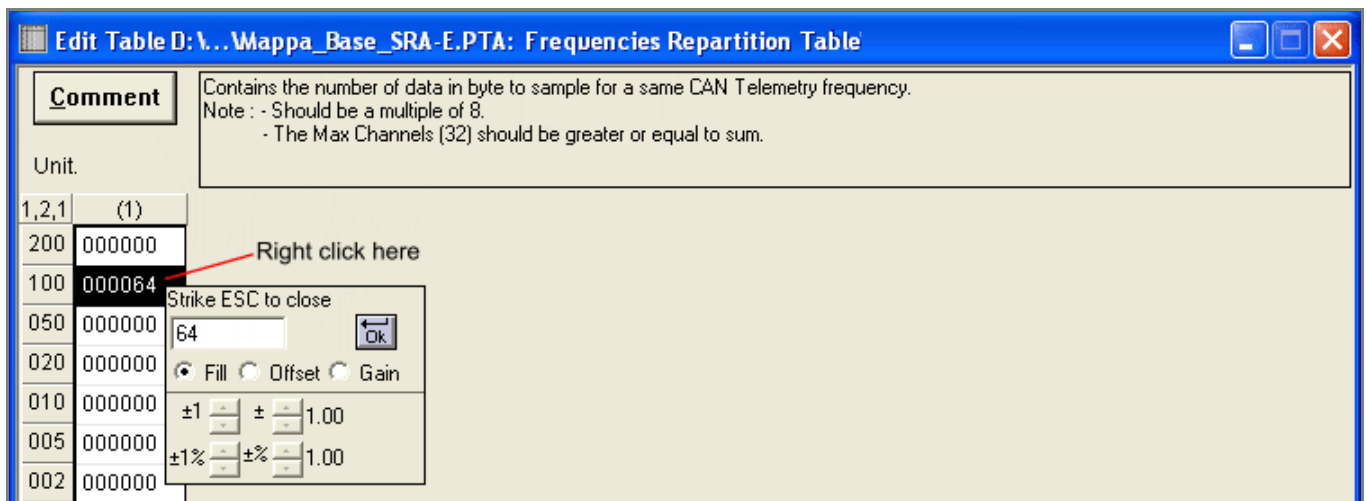 Edit Table D:\...\Mappa_Base_SRA-E.PTA: Frequencies Repartition Table
Comment
Contains the number of data in byte to sample for a same CAN Telemetry frequency.
Note : - Should be a multiple of 8.
- The Max Channels (32) should be greater or equal to sum.
Unit.
1,2,1 (1)
200 000000
Right click here
100 000064
Strike ESC to close
050 000000
64 Ok
020 000000
Fill Offset Gain
010 000000
±1 ± 1.00
005 000000
±1% ±% 1.00
002 000000